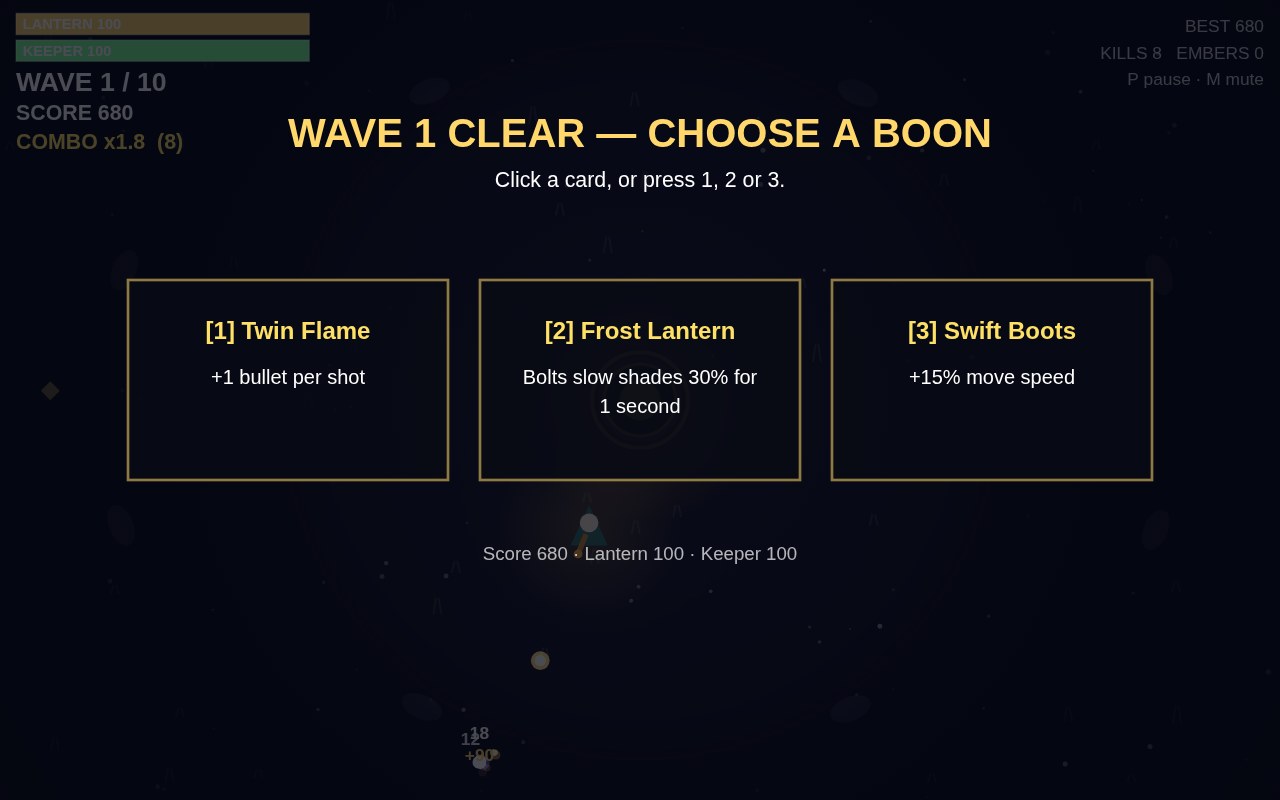 LANTERN 100
KEEPER 100
WAVE 1 / 10
SCORE 680
COMBO x1.8 (8)
BEST 680
KILLS 8 EMBERS 0
P pause · M mute
WAVE 1 CLEAR — CHOOSE A BOON
Click a card, or press 1, 2 or 3.
[1] Twin Flame
+1 bullet per shot
[2] Frost Lantern
Bolts slow shades 30% for
1 second
[3] Swift Boots
+15% move speed
Score 680 · Lantern 100 · Keeper 100
18
12
+90